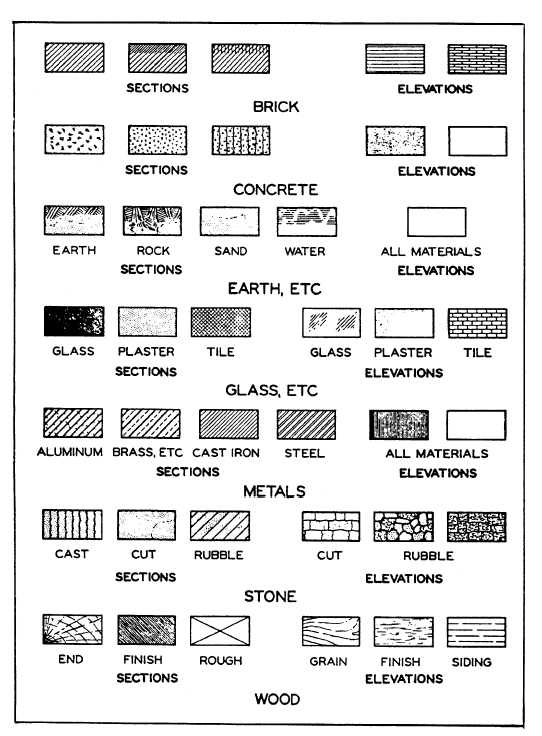 SECTIONS ELEVATIONS
BRICK
SECTIONS ELEVATIONS
CONCRETE
EARTH ROCK SAND WATER ALL MATERIALS
SECTIONS ELEVATIONS
EARTH, ETC
GLASS PLASTER TILE GLASS PLASTER TILE
SECTIONS ELEVATIONS
GLASS, ETC
ALUMINUM BRASS, ETC CAST IRON STEEL ALL MATERIALS
SECTIONS ELEVATIONS
METALS
CAST CUT RUBBLE CUT RUBBLE
SECTIONS ELEVATIONS
STONE
END FINISH ROUGH GRAIN FINISH SIDING
SECTIONS ELEVATIONS
WOOD